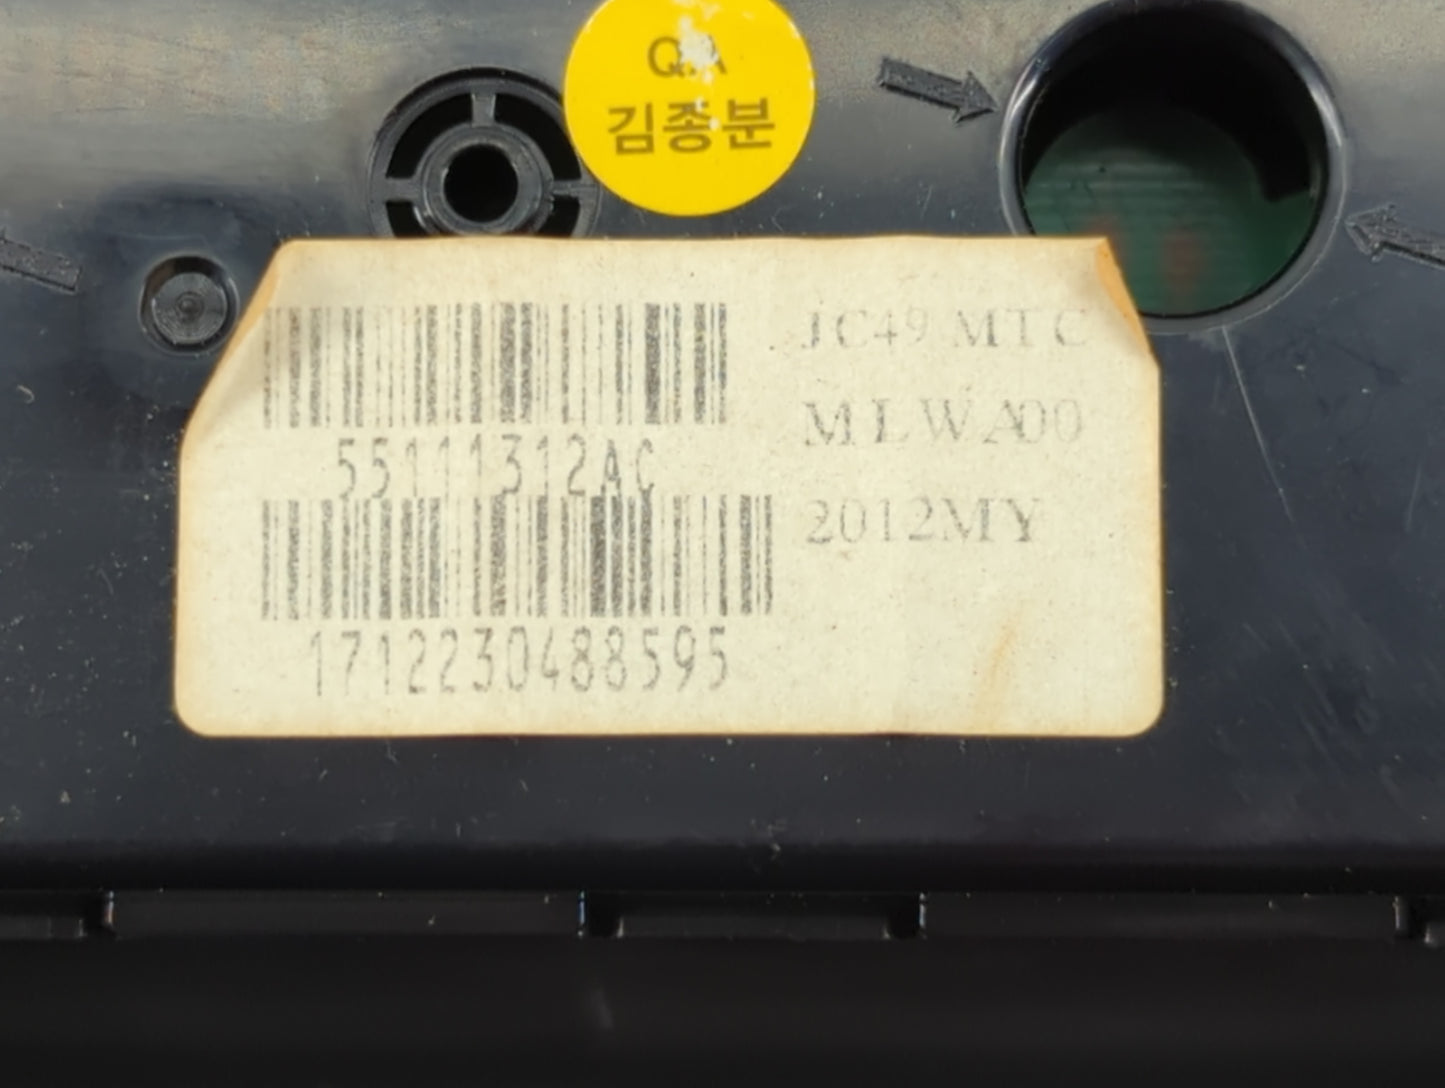 QA
김종분
JC49 MTC
55111312AC
MLWA00
2012MY
1712230488595